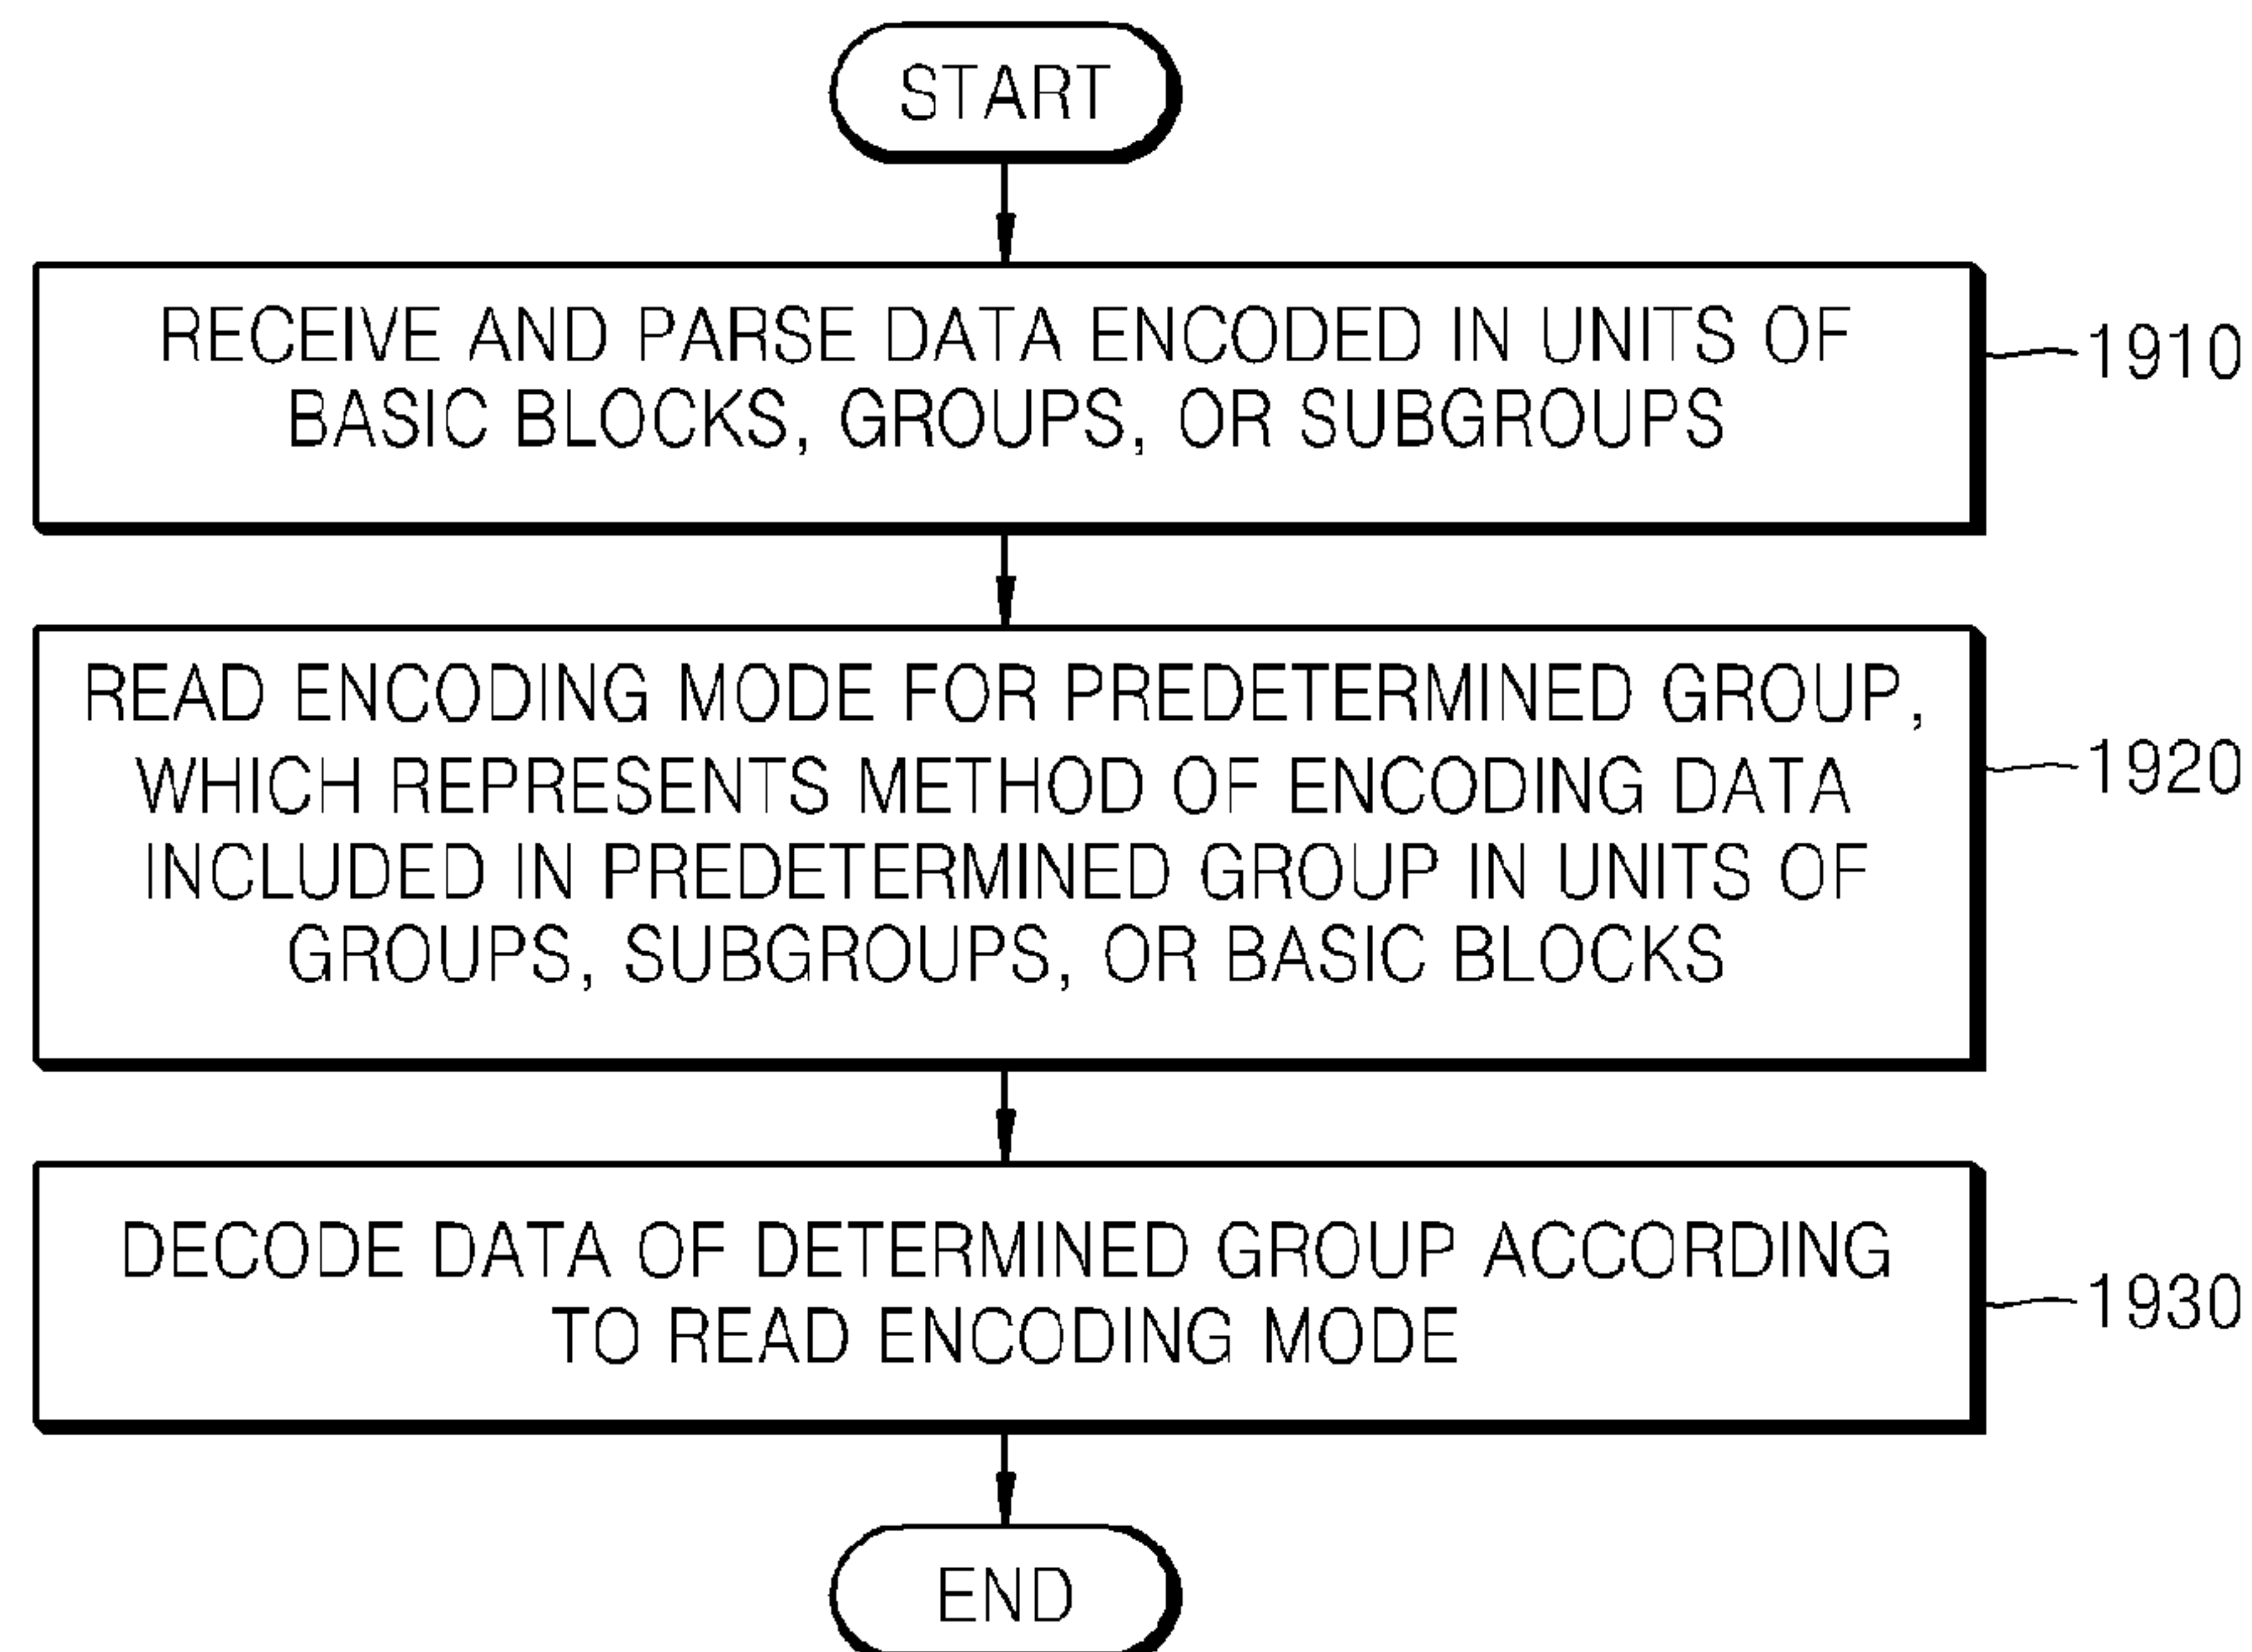 START
RECEIVE AND PARSE DATA ENCODED IN UNITS OF
BASIC BLOCKS, GROUPS, OR SUBGROUPS
1910
READ ENCODING MODE FOR PREDETERMINED GROUP,
WHICH REPRESENTS METHOD OF ENCODING DATA
INCLUDED IN PREDETERMINED GROUP IN UNITS OF
GROUPS, SUBGROUPS, OR BASIC BLOCKS
1920
DECODE DATA OF DETERMINED GROUP ACCORDING
TO READ ENCODING MODE
1930
END